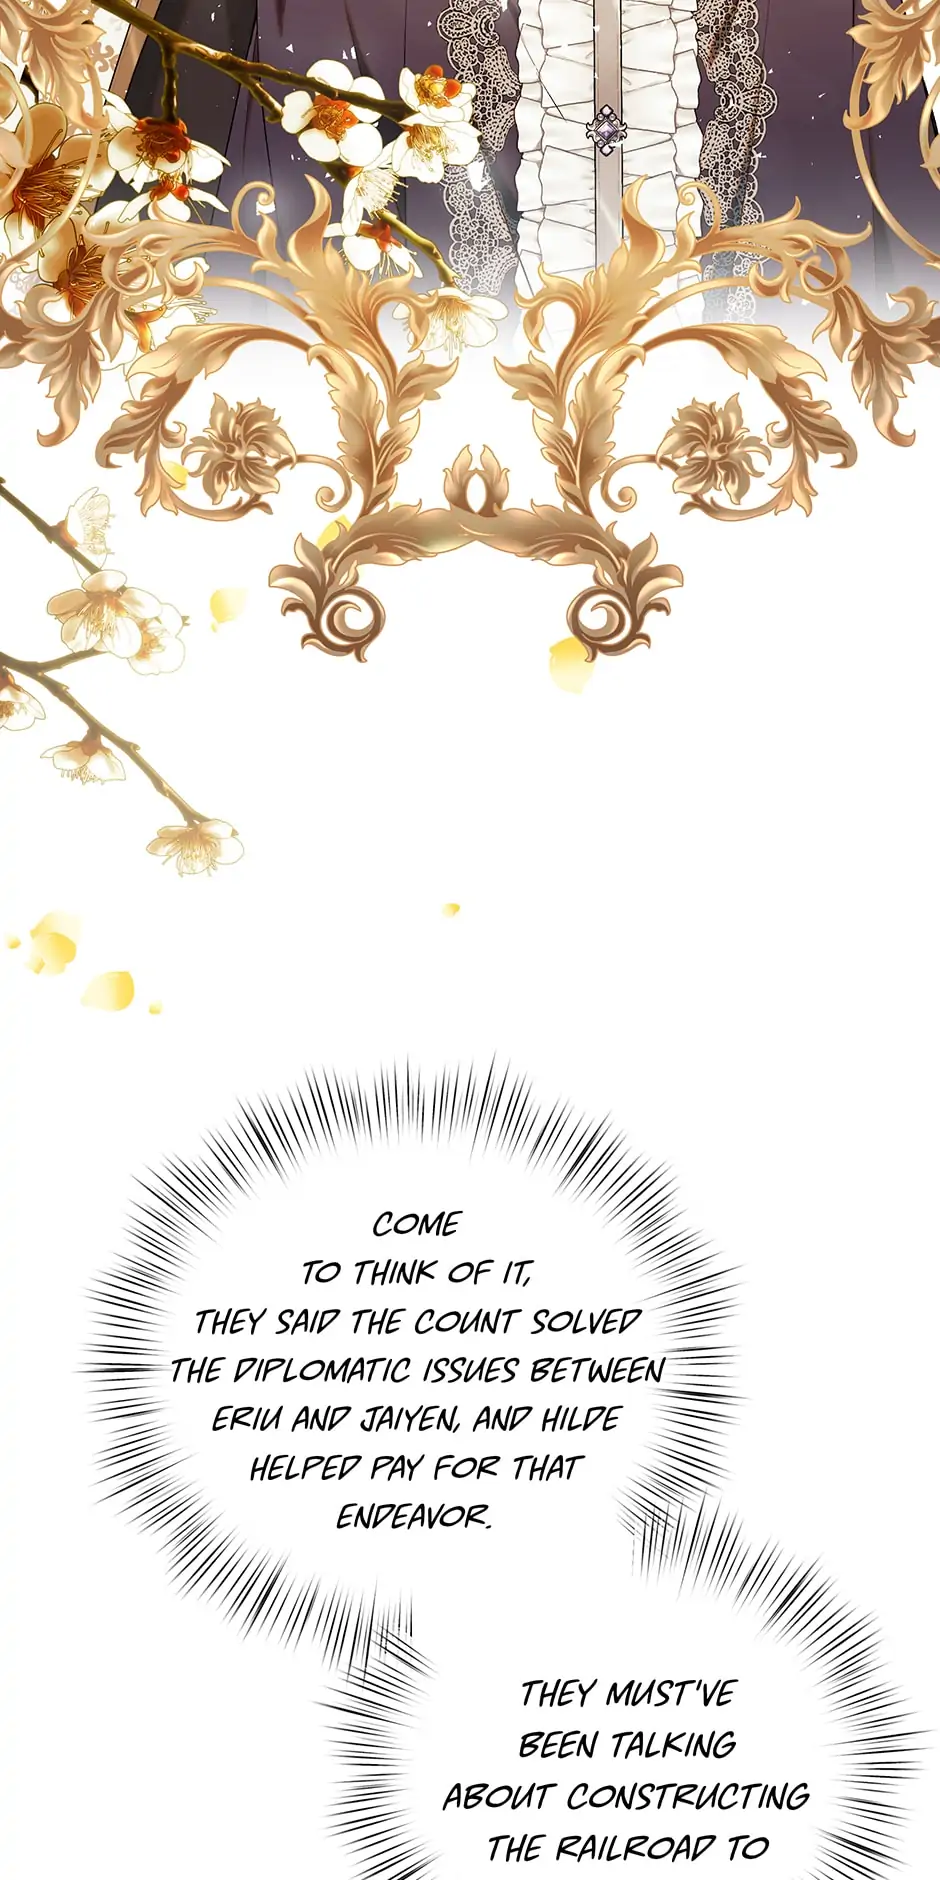 COME
TO THINK OF IT,
THEY SAID THE COUNT SOLVED
THE DIPLOMATIC ISSUES BETWEEN
ERIU AND JAIYEN, AND HILDE
HELPED PAY FOR THAT
ENDEAVOR.
THEY MUST'VE
BEEN TALKING
ABOUT CONSTRUCTING
THE RAILROAD TO